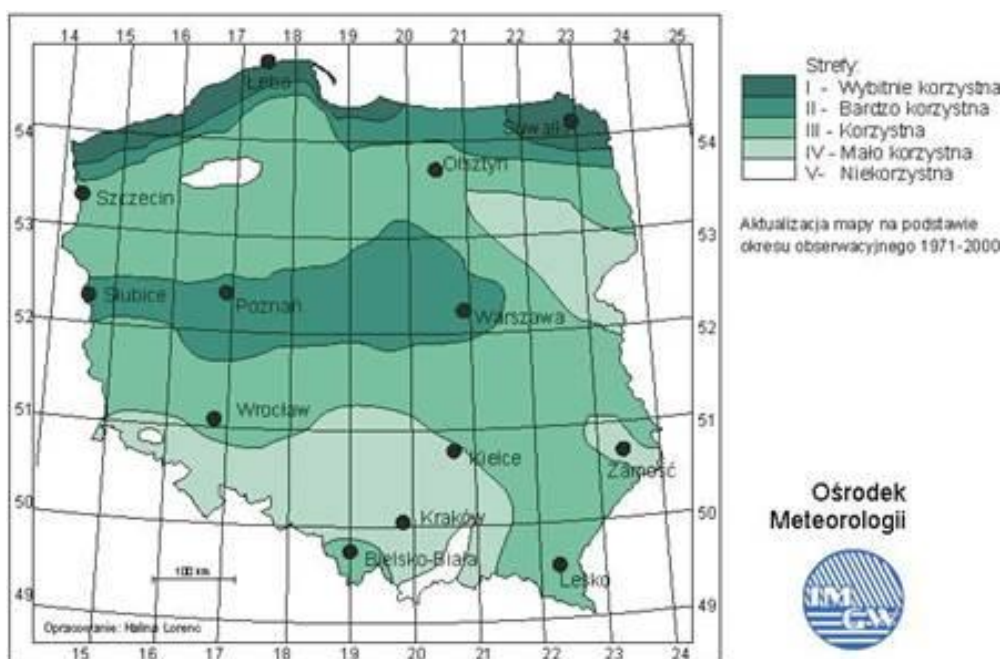 14 15 16 17 18 19 20 21 22 23 24 25
Strefy:
I - Wybitnie korzystna
II - Bardzo korzystna
III - Korzystna
IV - Mało korzystna
V- Niekorzystna
Łeba
54
Suwałki
54
Olsztyn
Szczecin
Aktualizacja mapy na podstawie
okresu obserwacyjnego 1971-2000
53
53
Słubice
Poznań
Warszawa
52
52
Wrocław
51
51
Kielce
Zamość
Ośrodek
Meteorologii
50
50
Kraków
Bielsko-Biała
Lesko
100 km
49
49
IM
GW
Opracowanie: Halina Lorenc
15 16 17 18 19 20 21 22 23 24